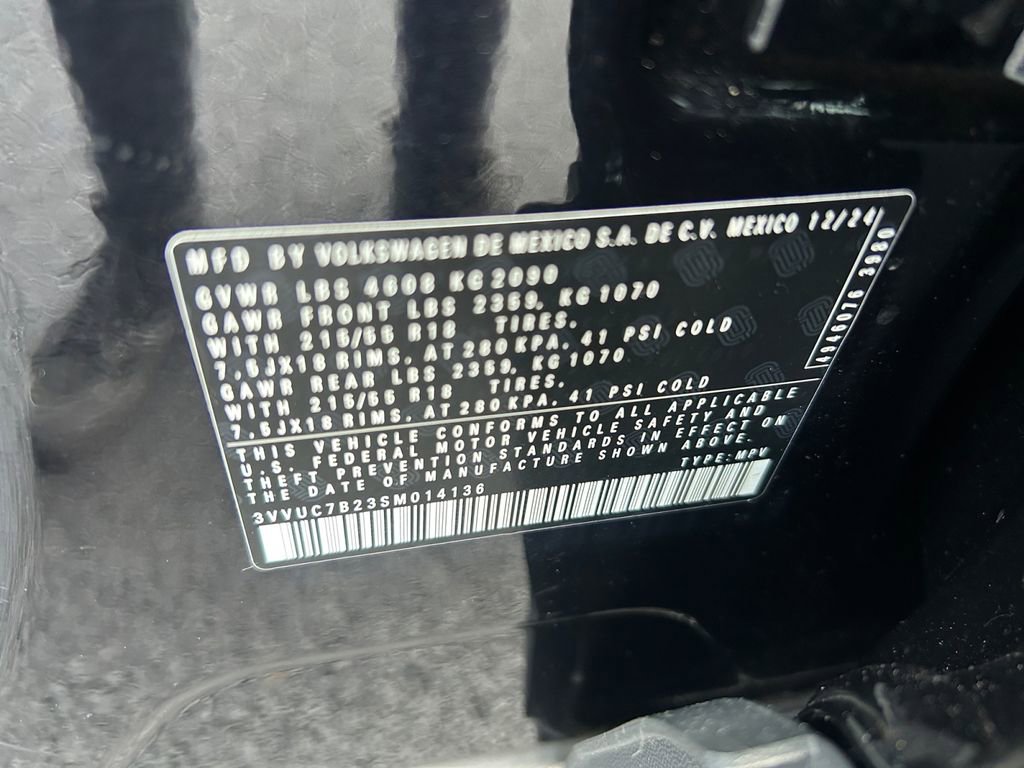 MFD BY VOLKSWAGEN DE MEXICO S.A. DE C.V. MEXICO 12/24
GVWR LBS 4608 KG 2090
GAWR FRONT LBS 2359, KG 1070
WITH 215/55 R18 TIRES,
7,5JX18 RIMS, AT 280 KPA, 41 PSI COLD
GAWR REAR LBS 2359, KG 1070
WITH 215/55 R18 TIRES,
7,5JX18 RIMS, AT 280 KPA, 41 PSI COLD
THIS VEHICLE CONFORMS TO ALL APPLICABLE
U.S. FEDERAL MOTOR VEHICLE SAFETY AND
THEFT PREVENTION STANDARDS IN EFFECT ON
THE DATE OF MANUFACTURE SHOWN ABOVE.
3VVUC7B23SM014136 TYPE: MPV
4946076 3980